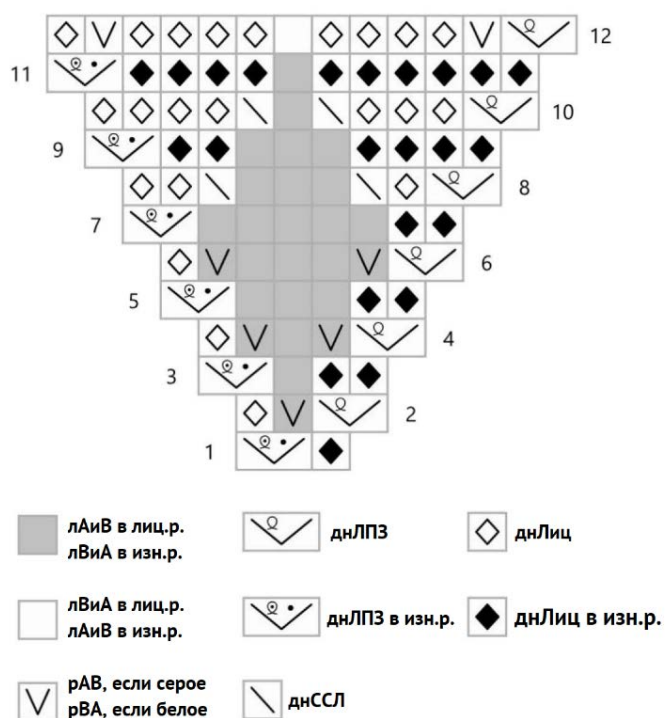 12
11
10
9
8
7
6
5
4
3
2
1
лАиВ в лиц.р.
лВиА в изн.р.
днЛПЗ
днЛиц
лВиА в лиц.р.
лАиВ в изн.р.
днЛПЗ в изн.р.
днЛиц в изн.р.
рАВ, если серое
рВА, если белое
днССЛ